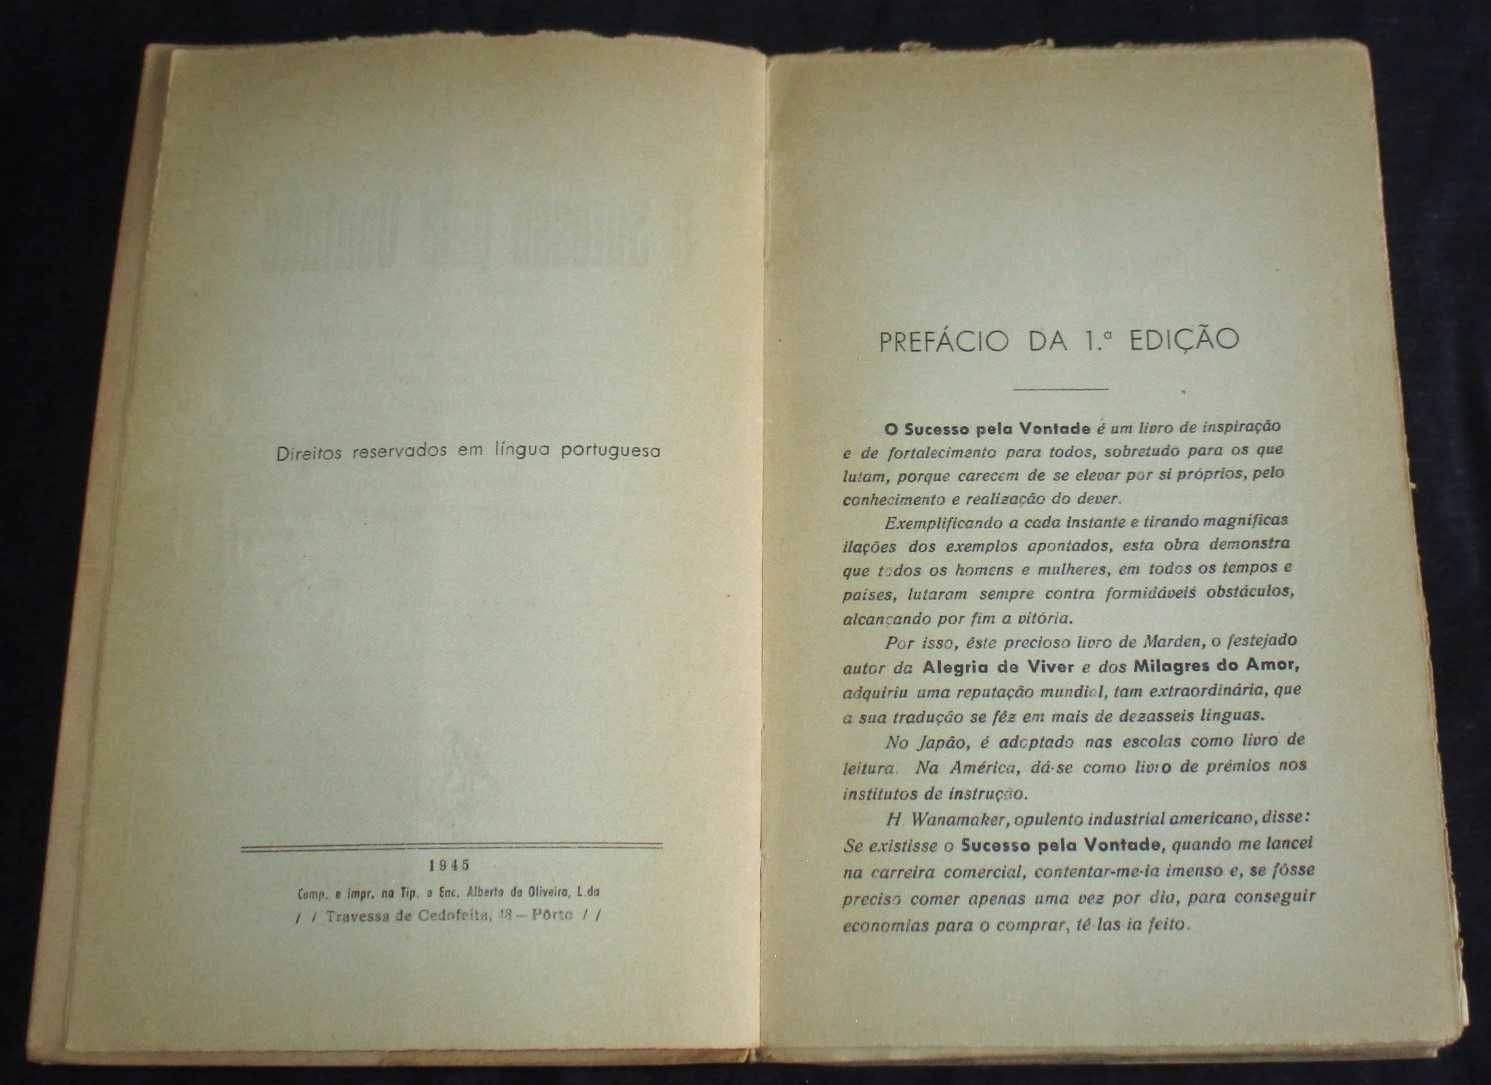 Direitos reservados em língua portuguesa
1945
Comp. e impr. na Tip. e Enc. Alberto de Oliveira, L.da
/ / Travessa de Cedofeita, 48 — Pôrto / /
PREFÁCIO DA 1.ª EDIÇÃO
O Sucesso pela Vontade é um livro de inspiração
e de fortalecimento para todos, sobretudo para os que
lutam, porque carecem de se elevar por si próprios, pelo
conhecimento e realização do dever.
Exemplificando a cada instante e tirando magníficas
ilações dos exemplos apontados, esta obra demonstra
que todos os homens e mulheres, em todos os tempos e
países, lutaram sempre contra formidáveis obstáculos,
alcançando por fim a vitória.
Por isso, êste precioso livro de Marden, o festejado
autor da Alegria de Viver e dos Milagres do Amor,
adquiriu uma reputação mundial, tam extraordinária, que
a sua tradução se fêz em mais de dezasseis línguas.
No Japão, é adoptado nas escolas como livro de
leitura. Na América, dá-se como livro de prémios nos
institutos de instrução.
H. Wanamaker, opulento industrial americano, disse:
Se existisse o Sucesso pela Vontade, quando me lancei
na carreira comercial, contentar-me-ia imenso e, se fôsse
preciso comer apenas uma vez por dia, para conseguir
economias para o comprar, tê-las-ia feito.